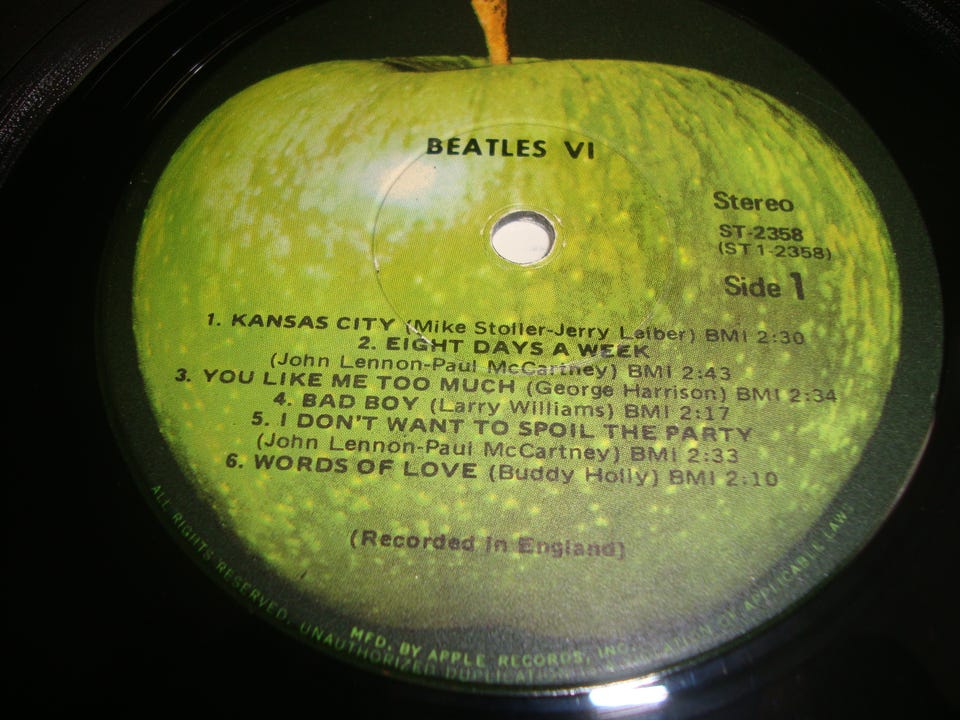 BEATLES VI
Stereo
ST-2358
(ST 1-2358)
Side 1
1. KANSAS CITY (Mike Stoller-Jerry Leiber) BMI 2:30
2. EIGHT DAYS A WEEK
(John Lennon-Paul McCartney) BMI 2:43
3. YOU LIKE ME TOO MUCH (George Harrison) BMI 2:34
4. BAD BOY (Larry Williams) BMI 2:17
5. I DON'T WANT TO SPOIL THE PARTY
(John Lennon-Paul McCartney) BMI 2:33
6. WORDS OF LOVE (Buddy Holly) BMI 2:10
(Recorded in England)
MFD. BY APPLE RECORDS, INC.
ALL RIGHTS RESERVED. UNAUTHORIZED DUPLICATION OF APPLICABLE LAW